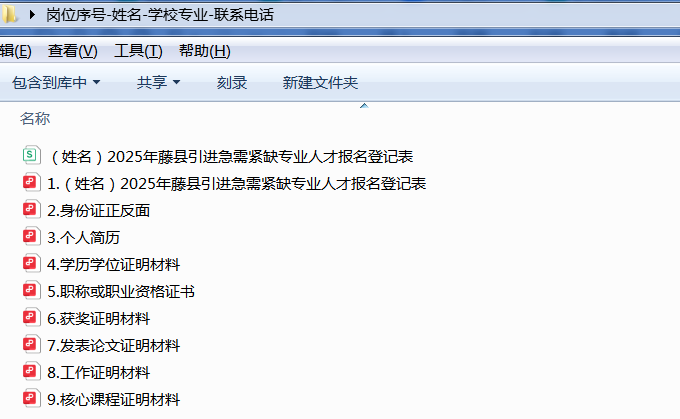 岗位序号-姓名-学校专业-联系电话
辑(E) 查看(V) 工具(T) 帮助(H)
包含到库中 共享 刻录 新建文件夹
名称
（姓名）2025年藤县引进急需紧缺专业人才报名登记表
1.（姓名）2025年藤县引进急需紧缺专业人才报名登记表
2.身份证正反面
3.个人简历
4.学历学位证明材料
5.职称或职业资格证书
6.获奖证明材料
7.发表论文证明材料
8.工作证明材料
9.核心课程证明材料